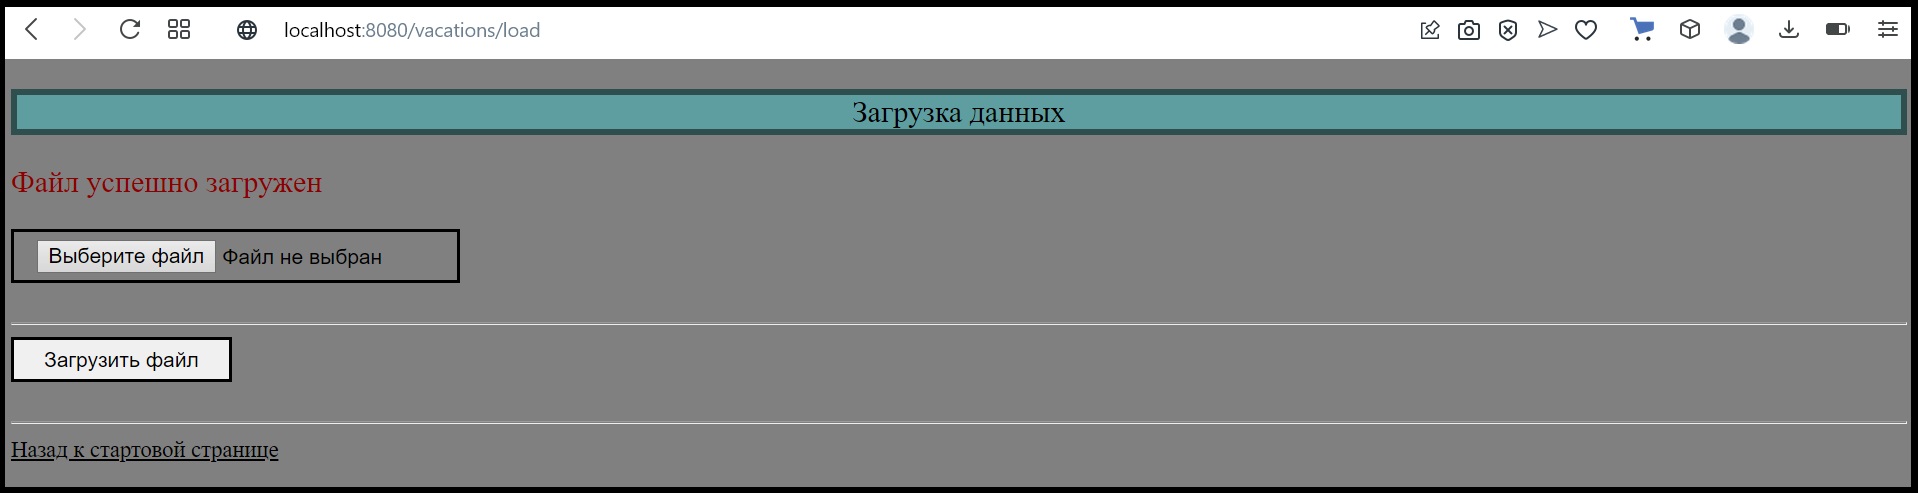 localhost:8080/vacations/load
Загрузка данных
Файл успешно загружен
Выберите файл Файл не выбран
Загрузить файл
Назад к стартовой странице